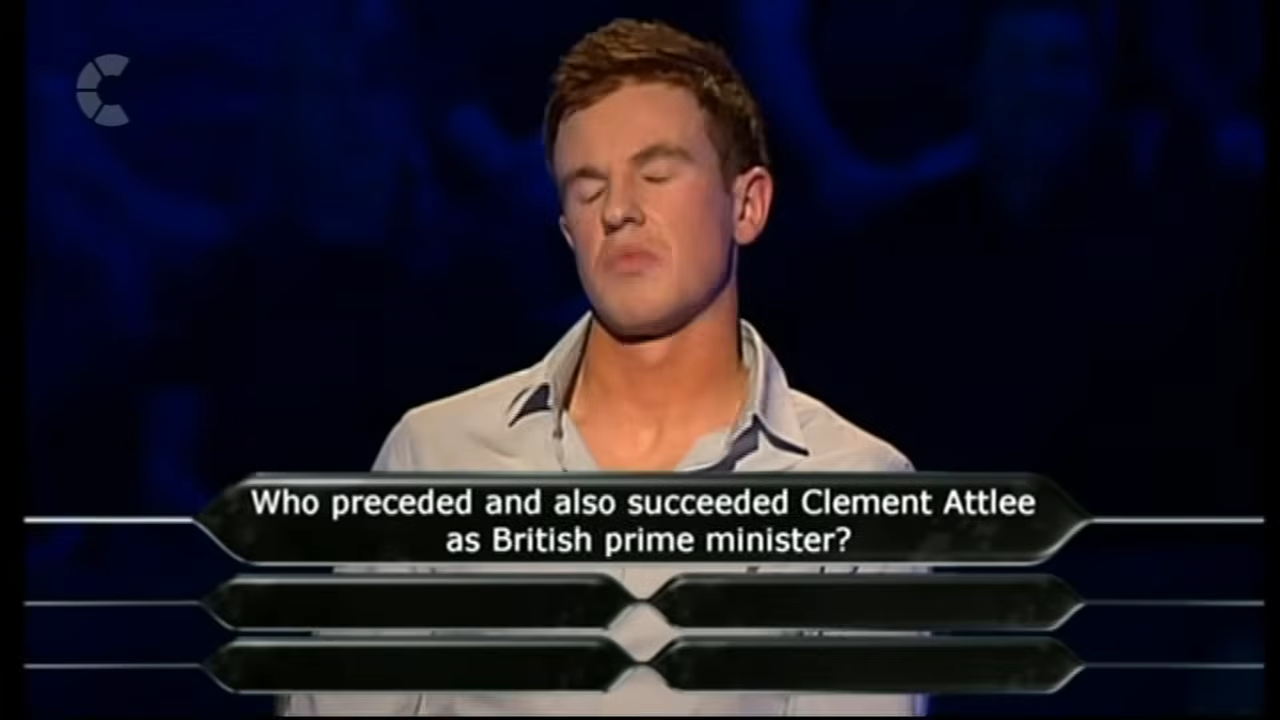 Who preceded and also succeeded Clement Attlee
as British prime minister?